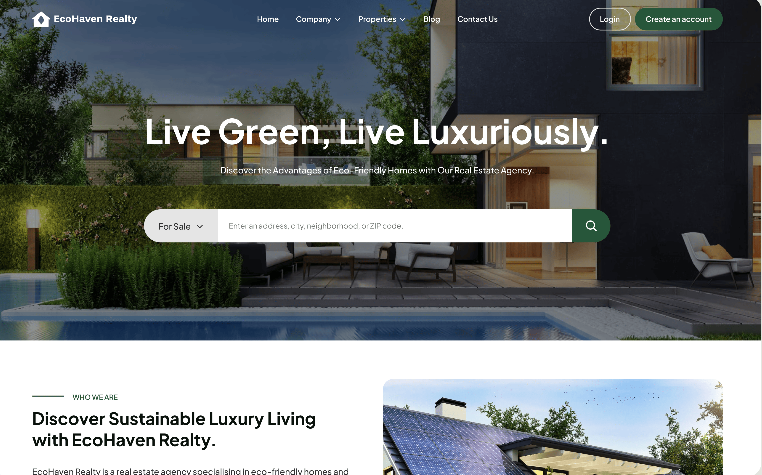 EcoHaven Realty
Home
Company
Properties
Blog
Contact Us
Login
Create an account
Live Green, Live Luxuriously.
Discover the Advantages of Eco-Friendly Homes with Our Real Estate Agency.
For Sale
Enter an address, city, neighborhood, or ZIP code.
WHO WE ARE
Discover Sustainable Luxury Living
with EcoHaven Realty.
EcoHaven Realty is a real estate agency specialising in eco-friendly homes and